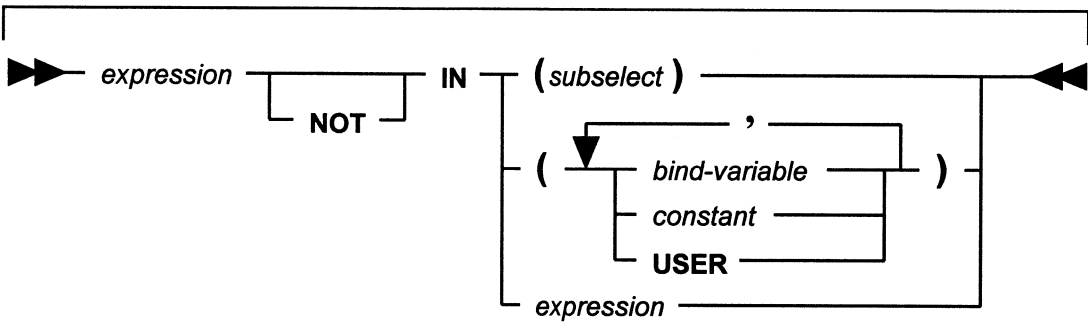 expression IN (subselect)
NOT
,
( bind-variable )
constant
USER
expression